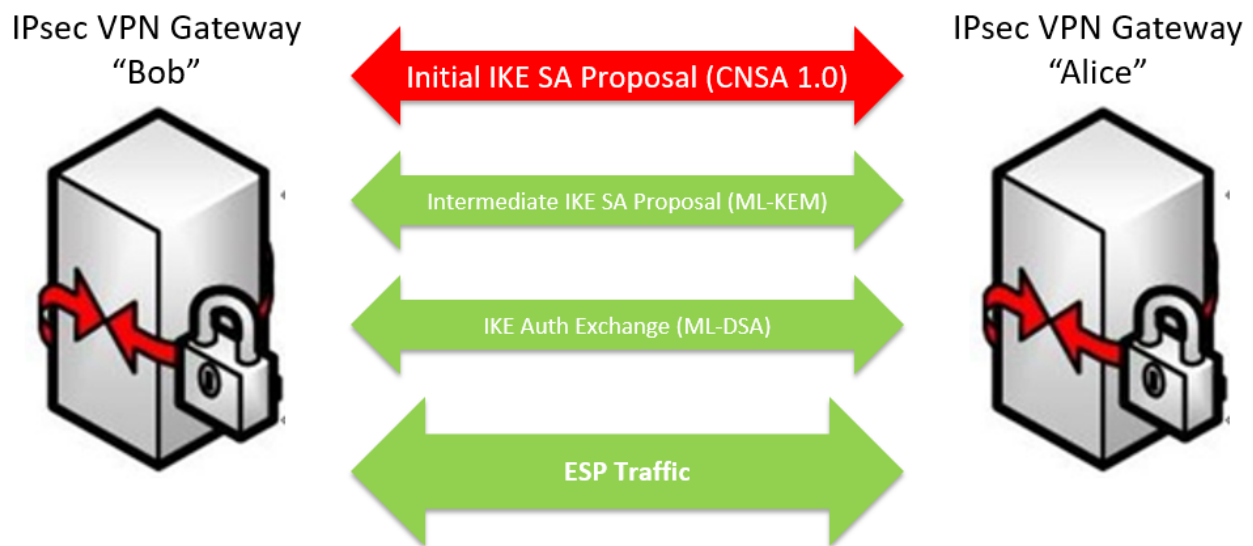 IPsec VPN Gateway
“Bob”
Initial IKE SA Proposal (CNSA 1.0)
IPsec VPN Gateway
“Alice”
Intermediate IKE SA Proposal (ML-KEM)
IKE Auth Exchange (ML-DSA)
ESP Traffic